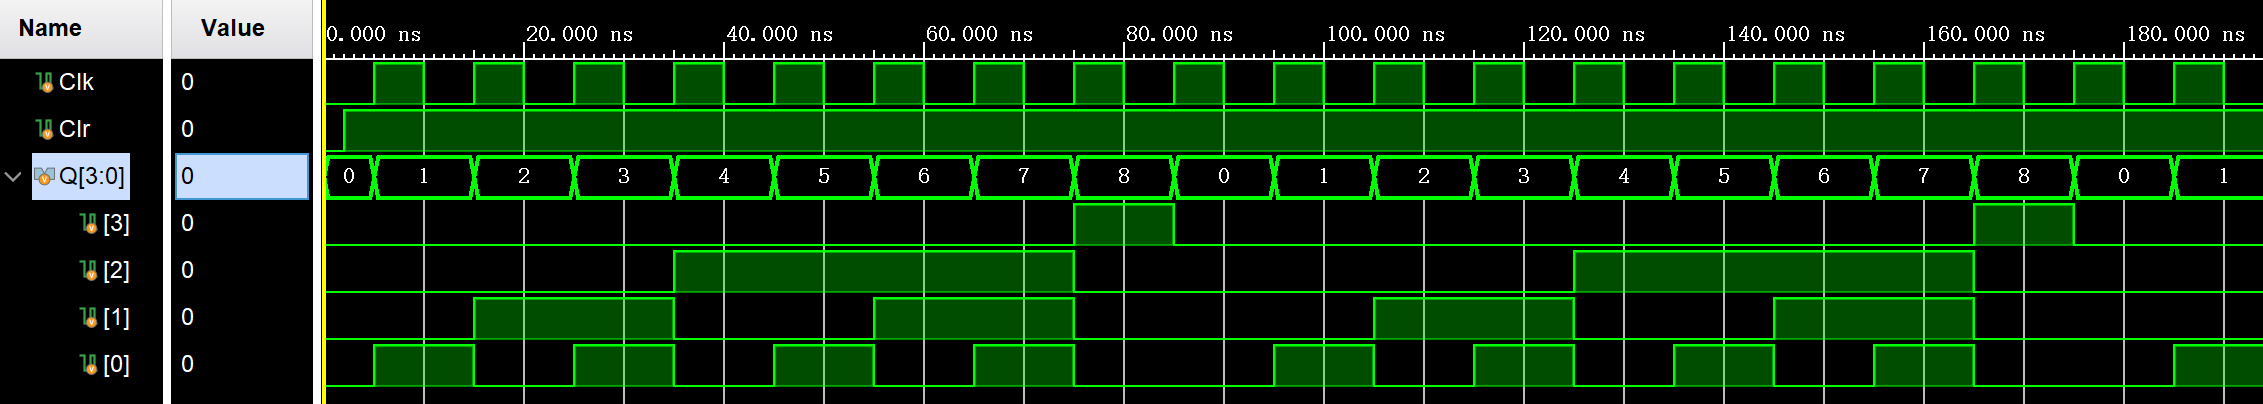 Name Value 0.000 ns 20.000 ns 40.000 ns 60.000 ns 80.000 ns 100.000 ns 120.000 ns 140.000 ns 160.000 ns 180.000 ns
Clk 0
Clr 0
Q[3:0] 0 0 1 2 3 4 5 6 7 8 0 1 2 3 4 5 6 7 8 0 1
[3] 0
[2] 0
[1] 0
[0] 0